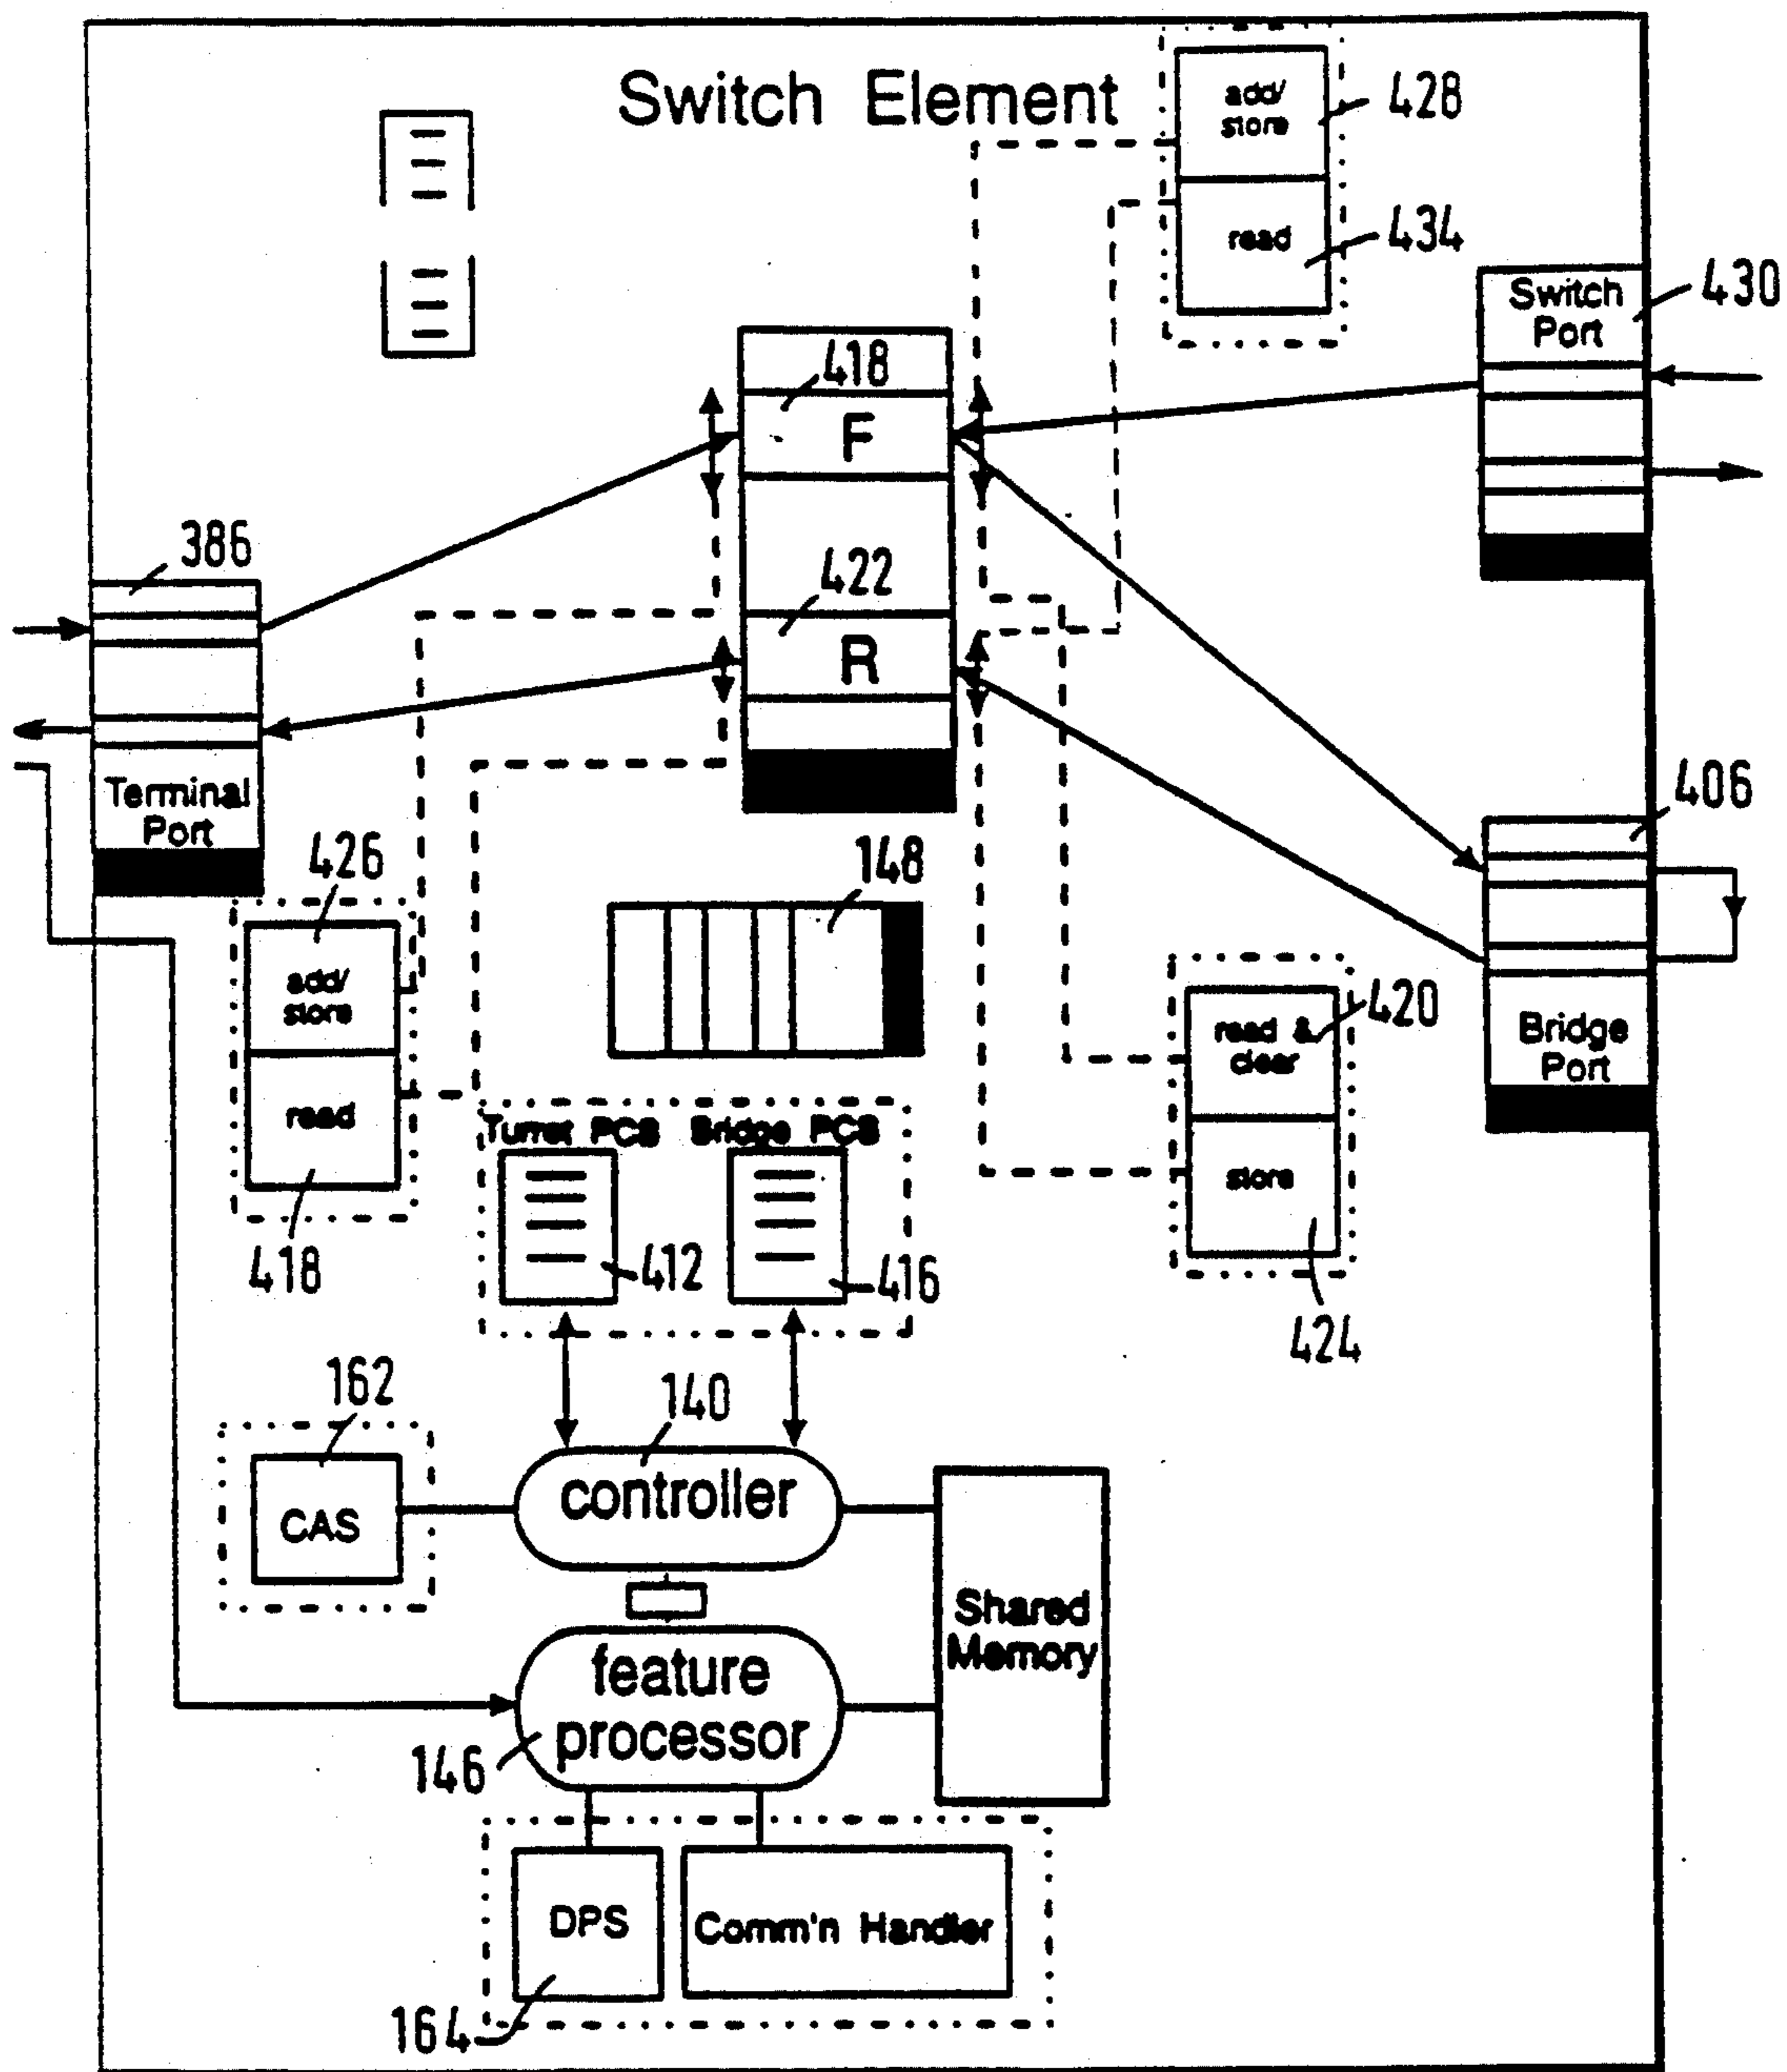 Switch Element
add/
store
428
read
434
Switch
Port
430
418
F
386
422
R
Terminal
Port
406
426
148
add/
store
read
418
read &
clear
420
Bridge
Port
store
424
Turret PCS
Bridge PCS
412
416
162
140
CAS
controller
Shared
Memory
feature
processor
146
DPS
Comm'n Handler
164